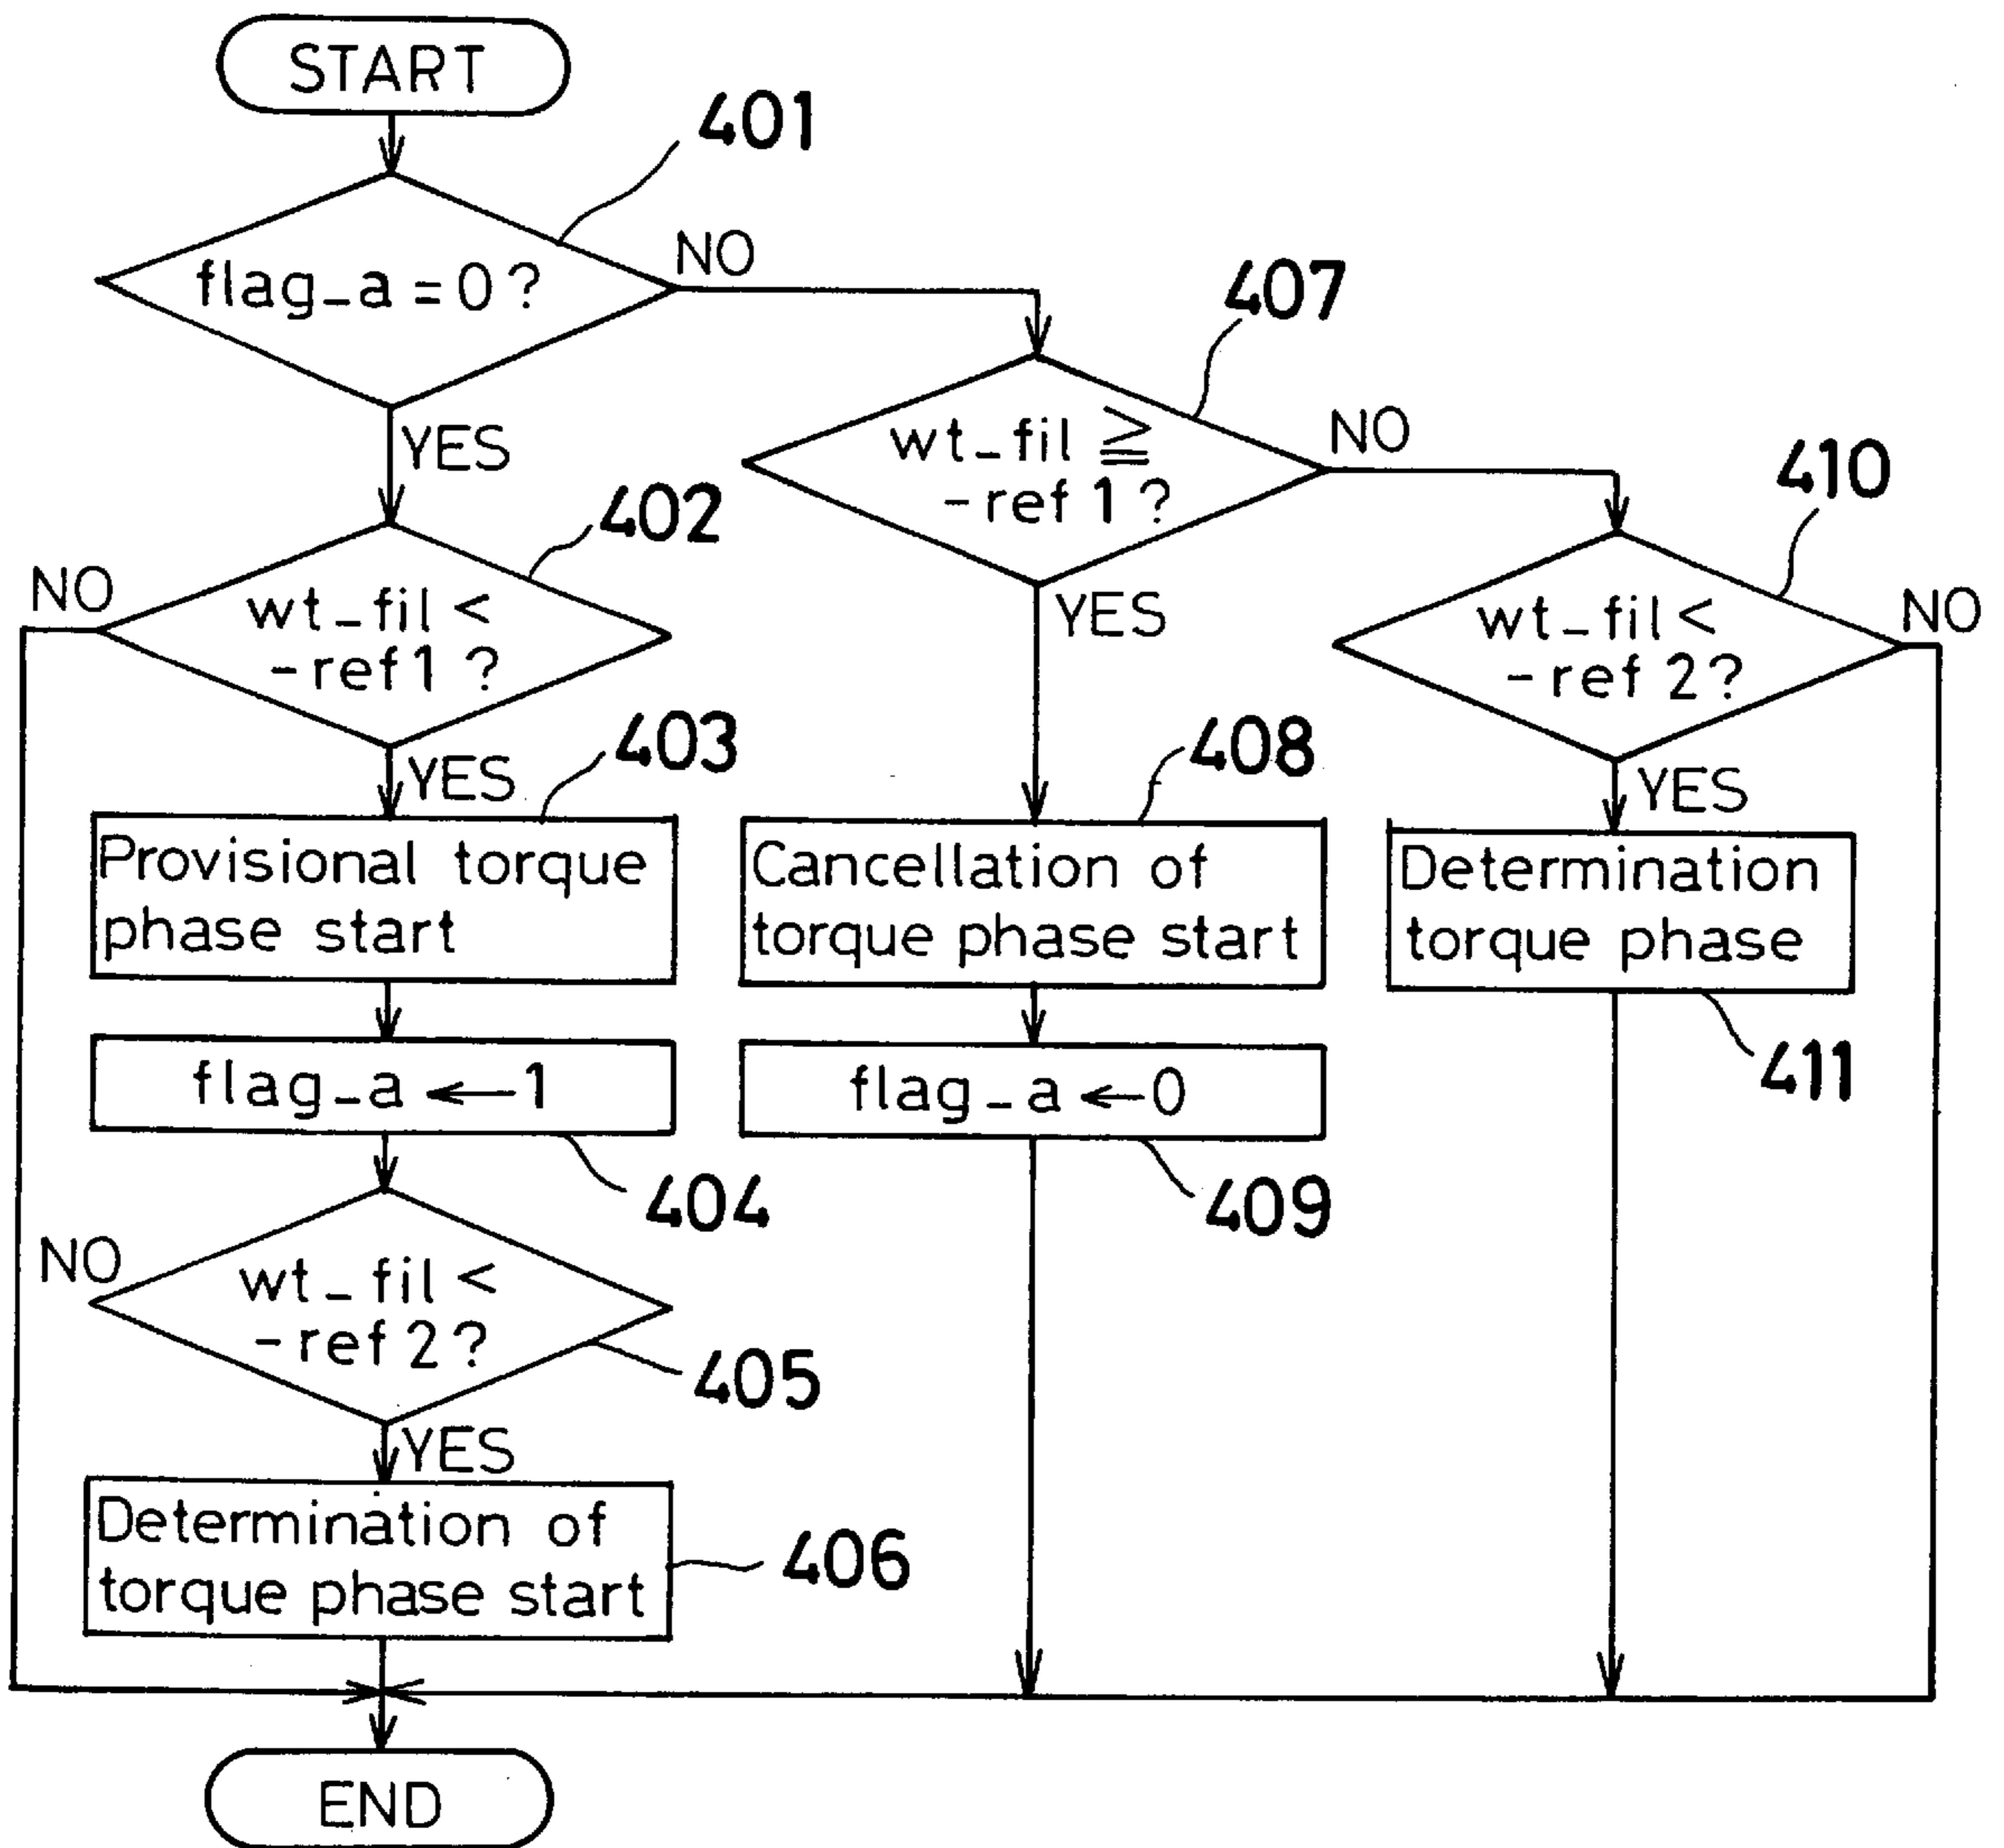 START
401
flag_a = 0 ?
NO
YES
402
wt_fil <
-ref 1 ?
NO
YES
403
Provisional torque
phase start
flag_a ← 1
404
wt_fil <
-ref 2 ?
NO
405
YES
Determination of
torque phase start
406
407
wt_fil ≧
-ref 1 ?
NO
YES
408
Cancellation of
torque phase start
flag_a ← 0
409
410
wt_fil <
-ref 2 ?
NO
YES
Determination
torque phase
411
END